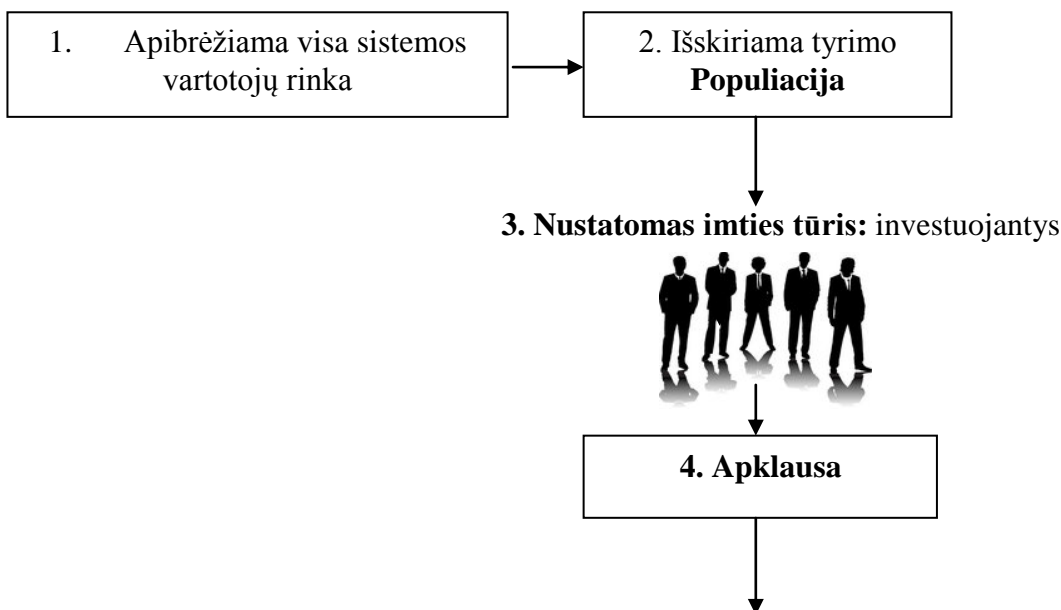 1. Apibrėžiama visa sistemos
vartotojų rinka
2. Išskiriama tyrimo
Populiacija
3. Nustatomas imties tūris: investuojantys
4. Apklausa